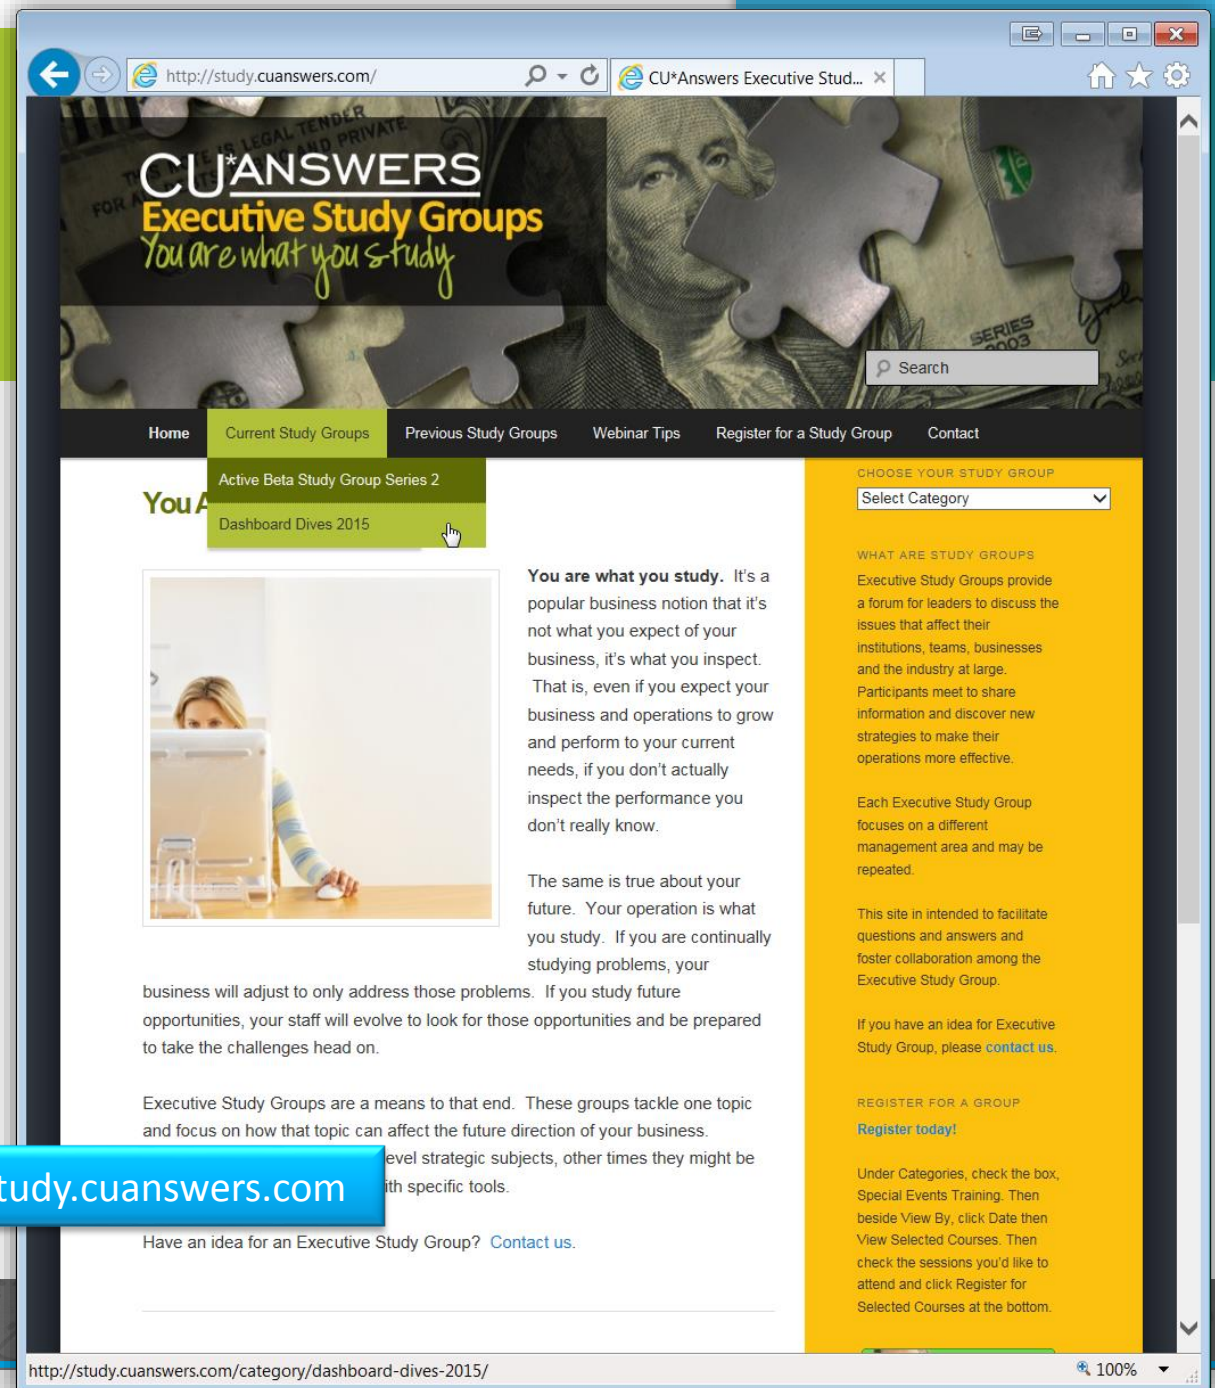 http://study.cuanswers.com/
CU*Answers Executive Stud...
LEGAL TENDER
AND PRIVATE
CU*ANSWERS
Executive Study Groups
You are what you study
SERIES
2003
Search
Home
Current Study Groups
Previous Study Groups
Webinar Tips
Register for a Study Group
Contact
Active Beta Study Group Series 2
Dashboard Dives 2015
You A
You are what you study. It's a
popular business notion that it's
not what you expect of your
business, it's what you inspect.
That is, even if you expect your
business and operations to grow
and perform to your current
needs, if you don't actually
inspect the performance you
don't really know.
The same is true about your
future. Your operation is what
you study. If you are continually
studying problems, your
business will adjust to only address those problems. If you study future
opportunities, your staff will evolve to look for those opportunities and be prepared
to take the challenges head on.
Executive Study Groups are a means to that end. These groups tackle one topic
and focus on how that topic can affect the future direction of your business.
evel strategic subjects, other times they might be
ith specific tools.
tudy.cuanswers.com
Have an idea for an Executive Study Group? Contact us.
CHOOSE YOUR STUDY GROUP
Select Category
WHAT ARE STUDY GROUPS
Executive Study Groups provide
a forum for leaders to discuss the
issues that affect their
institutions, teams, businesses
and the industry at large.
Participants meet to share
information and discover new
strategies to make their
operations more effective.
Each Executive Study Group
focuses on a different
management area and may be
repeated.
This site in intended to facilitate
questions and answers and
foster collaboration among the
Executive Study Group.
If you have an idea for Executive
Study Group, please contact us.
REGISTER FOR A GROUP
Register today!
Under Categories, check the box,
Special Events Training. Then
beside View By, click Date then
View Selected Courses. Then
check the sessions you'd like to
attend and click Register for
Selected Courses at the bottom.
http://study.cuanswers.com/category/dashboard-dives-2015/
100%